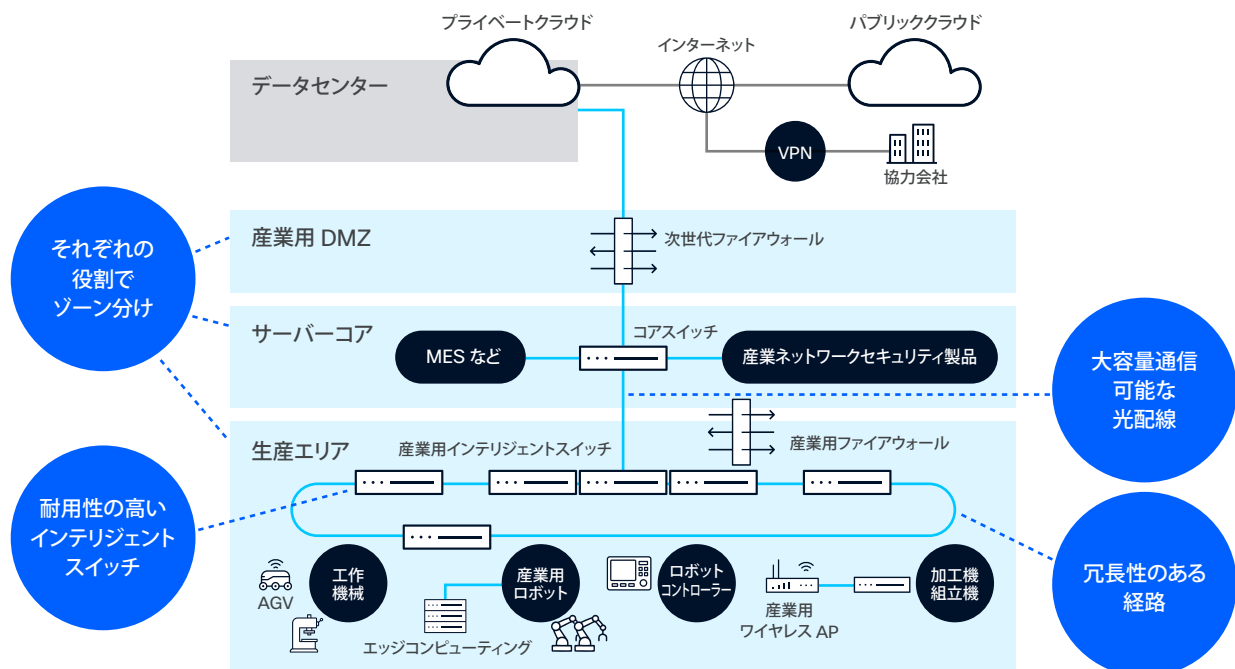 プライベートクラウド
パブリッククラウド
インターネット
データセンター
VPN
協力会社
それぞれの
役割で
ゾーン分け
産業用 DMZ
次世代ファイアウォール
サーバーコア
コアスイッチ
MES など
産業ネットワークセキュリティ製品
大容量通信
可能な
光配線
生産エリア
産業用インテリジェントスイッチ
産業用ファイアウォール
耐用性の高い
インテリジェント
スイッチ
冗長性のある
経路
AGV
工作
機械
エッジコンピューティング
産業用
ロボット
ロボット
コントローラー
産業用
ワイヤレス AP
加工機
組立機